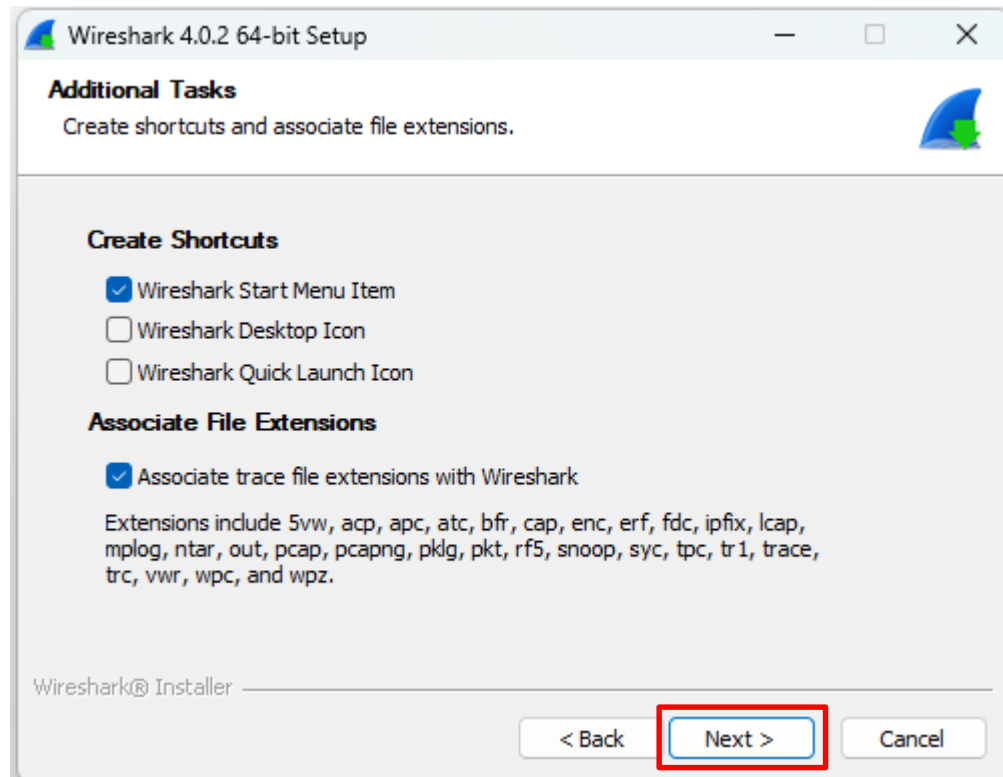 Wireshark 4.0.2 64-bit Setup
Additional Tasks
Create shortcuts and associate file extensions.
Create Shortcuts
Wireshark Start Menu Item
Wireshark Desktop Icon
Wireshark Quick Launch Icon
Associate File Extensions
Associate trace file extensions with Wireshark
Extensions include 5vw, acp, apc, atc, bfr, cap, enc, erf, fdc, ipfix, lcap,
mplog, ntar, out, pcap, pcapng, pklg, pkt, rf5, snoop, syc, tpc, tr1, trace,
trc, vwr, wpc, and wpz.
Wireshark® Installer
< Back Next > Cancel